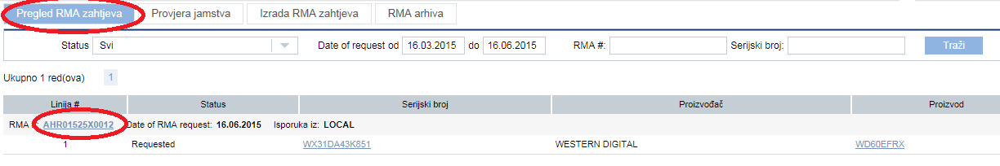 Pregled RMA zahtjeva Provjera jamstva Izrada RMA zahtjeva RMA arhiva
Status Svi Date of request od 16.03.2015 do 16.06.2015 RMA #: Serijski broj: Traži
Ukupno 1 red(ova) 1
Linija # Status Serijski broj Proizvođač Proizvod
RMA #: AHR01525X0012 Date of RMA request: 16.06.2015 Isporuka iz: LOCAL
1 Requested WX31DA43K851 WESTERN DIGITAL WD60EFRX